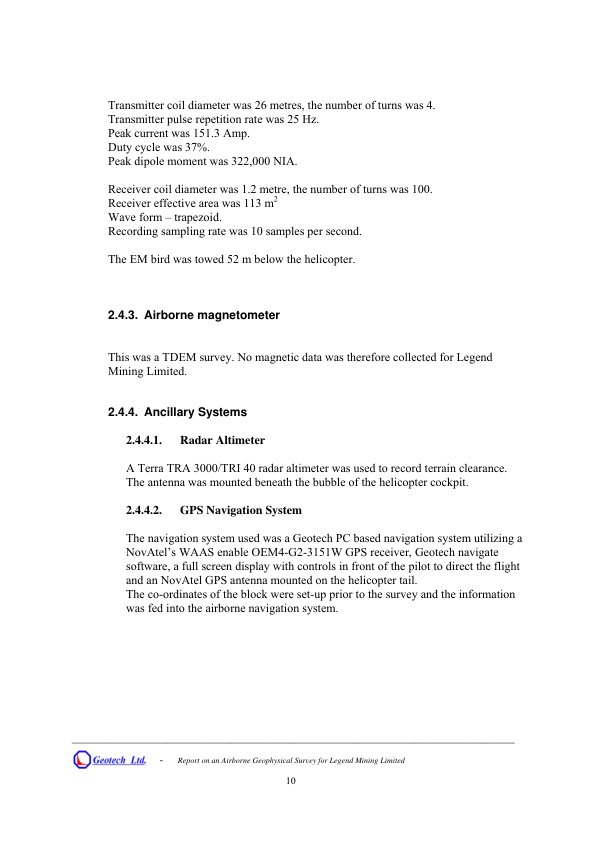 Transmitter coil diameter was 26 metres, the number of turns was 4.
Transmitter pulse repetition rate was 25 Hz.
Peak current was 151.3 Amp.
Duty cycle was 37%.
Peak dipole moment was 322,000 NIA.
Receiver coil diameter was 1.2 metre, the number of turns was 100.
Receiver effective area was 113 m²
Wave form – trapezoid.
Recording sampling rate was 10 samples per second.
The EM bird was towed 52 m below the helicopter.
2.4.3. Airborne magnetometer
This was a TDEM survey. No magnetic data was therefore collected for Legend
Mining Limited.
2.4.4. Ancillary Systems
2.4.4.1. Radar Altimeter
A Terra TRA 3000/TRI 40 radar altimeter was used to record terrain clearance.
The antenna was mounted beneath the bubble of the helicopter cockpit.
2.4.4.2. GPS Navigation System
The navigation system used was a Geotech PC based navigation system utilizing a
NovAtel’s WAAS enable OEM4-G2-3151W GPS receiver, Geotech navigate
software, a full screen display with controls in front of the pilot to direct the flight
and an NovAtel GPS antenna mounted on the helicopter tail.
The co-ordinates of the block were set-up prior to the survey and the information
was fed into the airborne navigation system.
Geotech Ltd. - Report on an Airborne Geophysical Survey for Legend Mining Limited
10